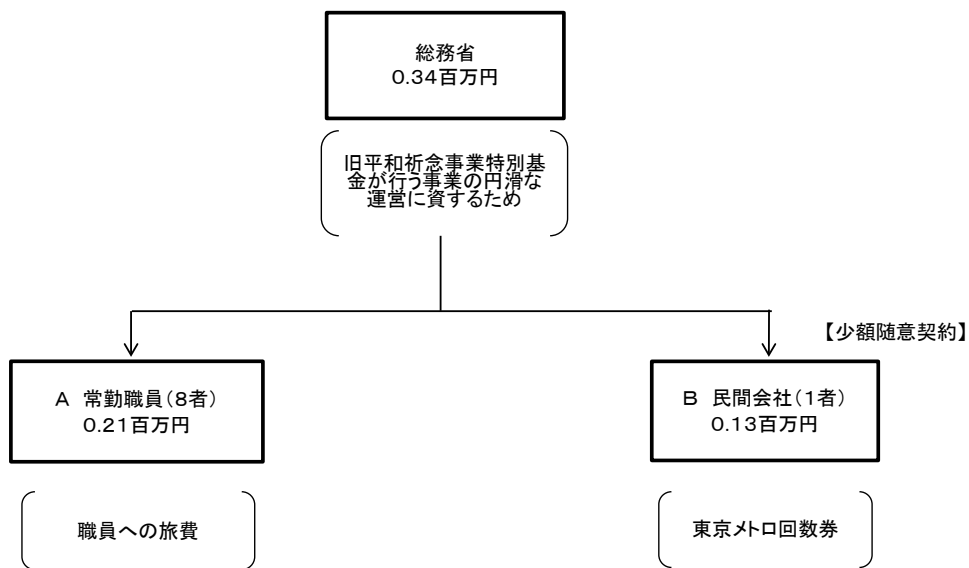 総務省
0.34百万円
旧平和祈念事業特別基
金が行う事業の円滑な
運営に資するため
【少額随意契約】
A 常勤職員(8者)
0.21百万円
B 民間会社(1者)
0.13百万円
職員への旅費
東京メトロ回数券